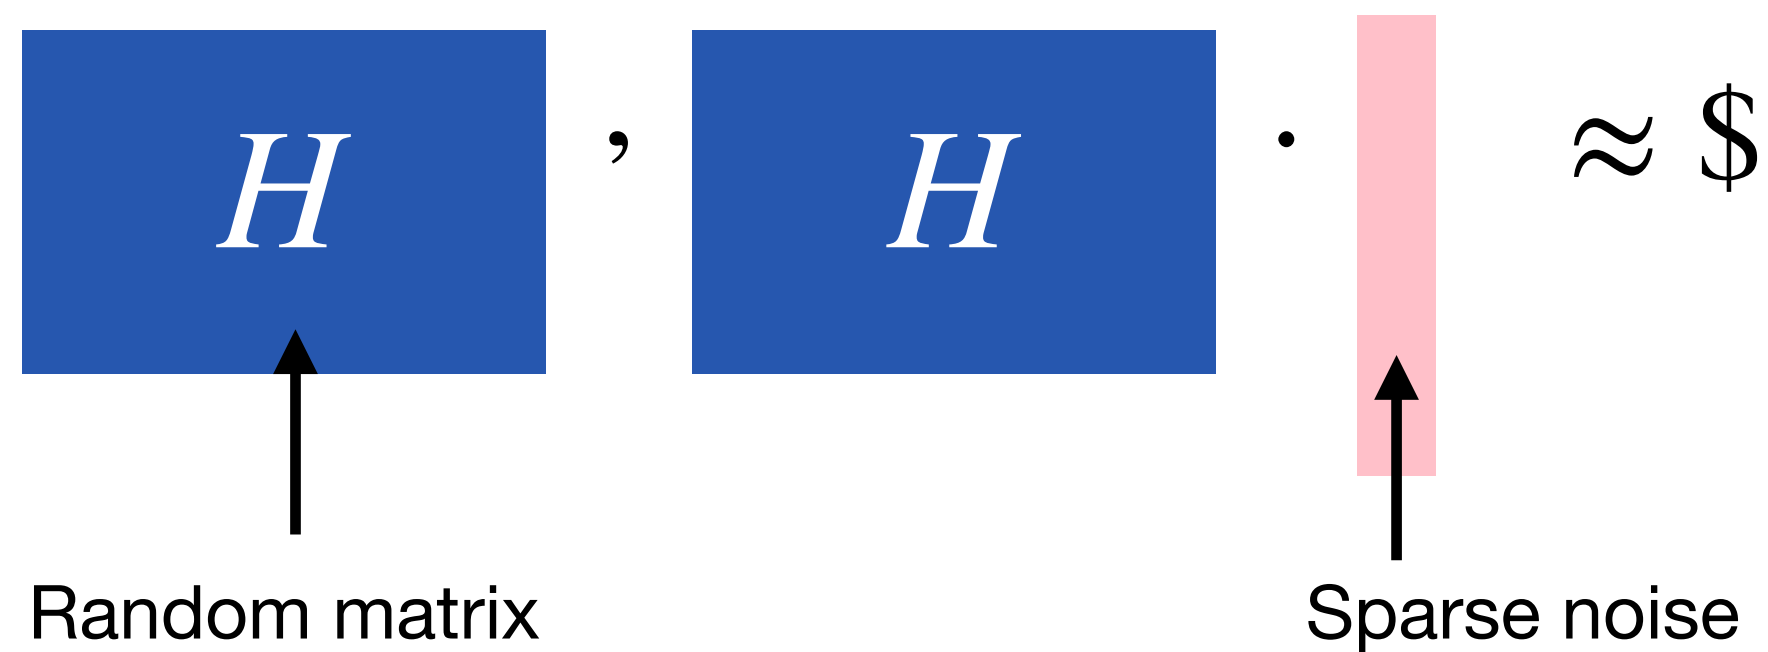 H , H · ≈ $
Random matrix
Sparse noise